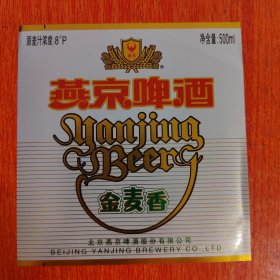 原麦汁浓度:8°P
净含量:500ml
燕京啤酒
Yanjing
Beer
金麦香
北京燕京啤酒股份有限公司
BEIJING YANJING BREWERY CO.,LTD